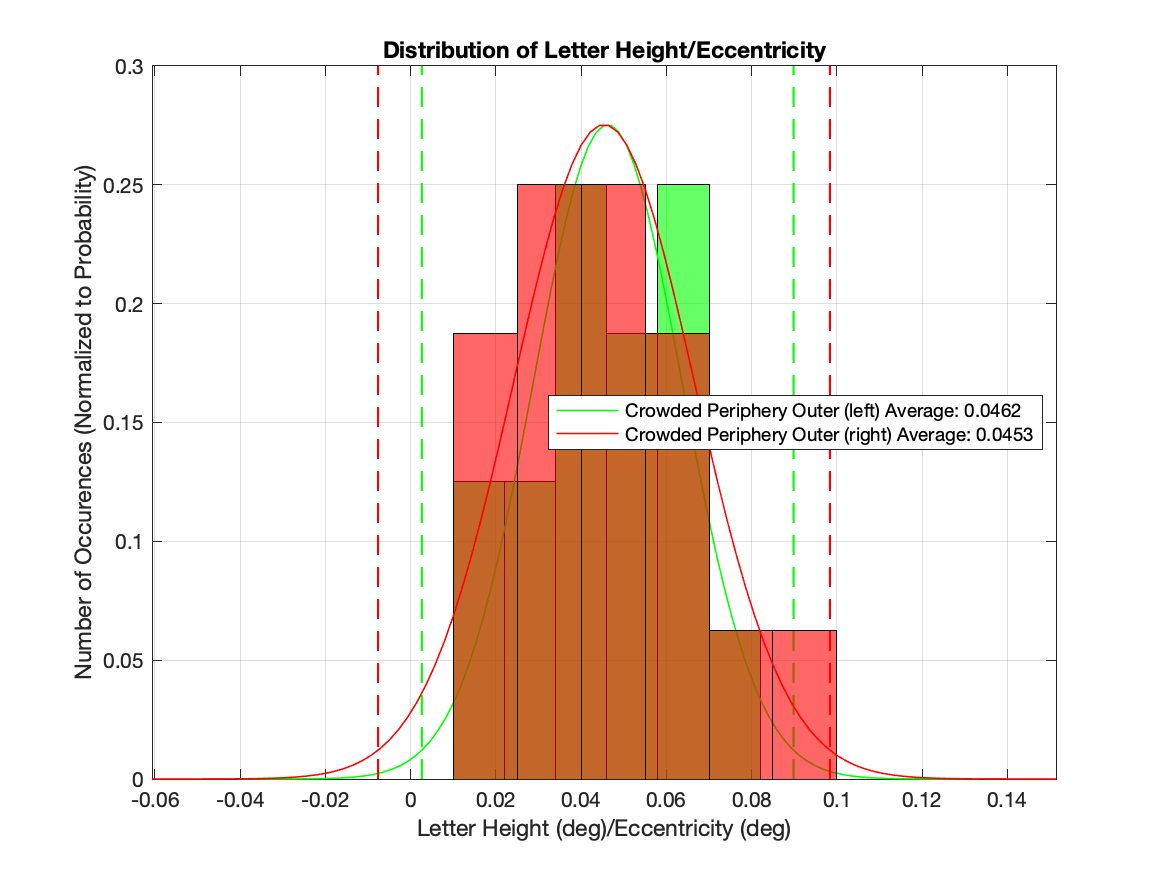 Distribution of Letter Height/Eccentricity
0.3
0.25
0.2
0.15
0.1
0.05
0
Number of Occurences (Normalized to Probability)
Crowded Periphery Outer (left) Average: 0.0462
Crowded Periphery Outer (right) Average: 0.0453
-0.06 -0.04 -0.02 0 0.02 0.04 0.06 0.08 0.1 0.12 0.14
Letter Height (deg)/Eccentricity (deg)